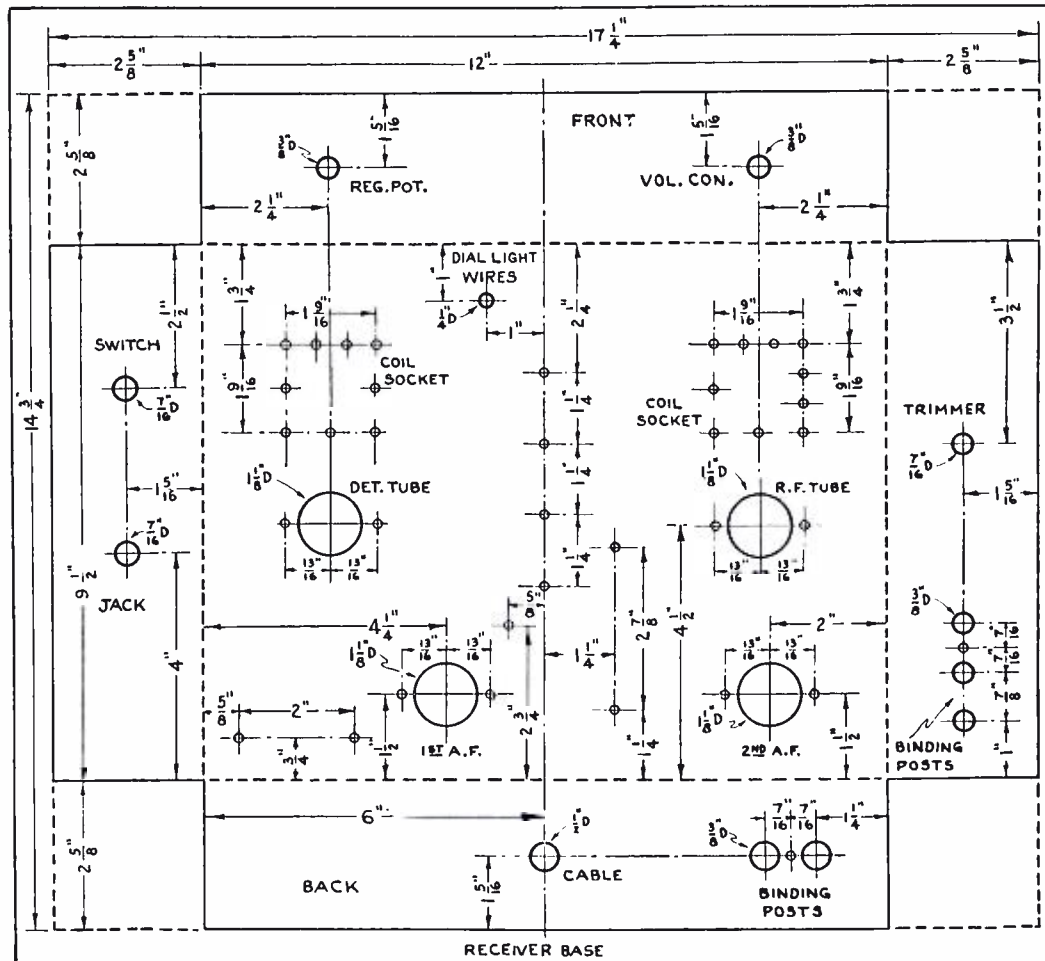 17 1/4"
2 5/8" 12" 2 5/8"
1 5/16" FRONT 1 5/16"
3/8"D 3/8"D
2 5/8"
REG. POT. VOL. CON.
2 1/4" 2 1/4"
DIAL LIGHT
WIRES
1"
1/4"D
1"
2 1/2" 1 3/4" 1 9/16" 2 1/4" 1 9/16" 1 3/4" 3 1/2"
SWITCH
COIL
SOCKET
7/16"D
1 9/16" 1 1/4" 1 9/16"
COIL
SOCKET
TRIMMER
14 3/4"
7/16"D
1 5/16" 1 1/8"D 1 1/4" 1 1/8"D 1 5/16"
DET. TUBE R.F. TUBE
7/16"D
13/16" 13/16" 1 1/4" 13/16" 13/16"
9 1/2"
JACK
5/8" 3/8"D
4 1/4" 2 7/8" 4 1/2" 2" 7/16"
4" 1 1/8"D 13/16" 13/16" 1 1/4" 13/16" 13/16" 7/16"
5/8" 2" 2 3/4" 1 1/8"D 7/8"
3/4" 1 1/2" 1 1/4" 1 1/2" 1"
1ST A.F. 2ND A.F.
BINDING
POSTS
6" 1/2"D 3/8"D 7/16" 7/16" 1 1/4"
2 5/8"
BACK 1 5/16" CABLE
BINDING
POSTS
RECEIVER BASE